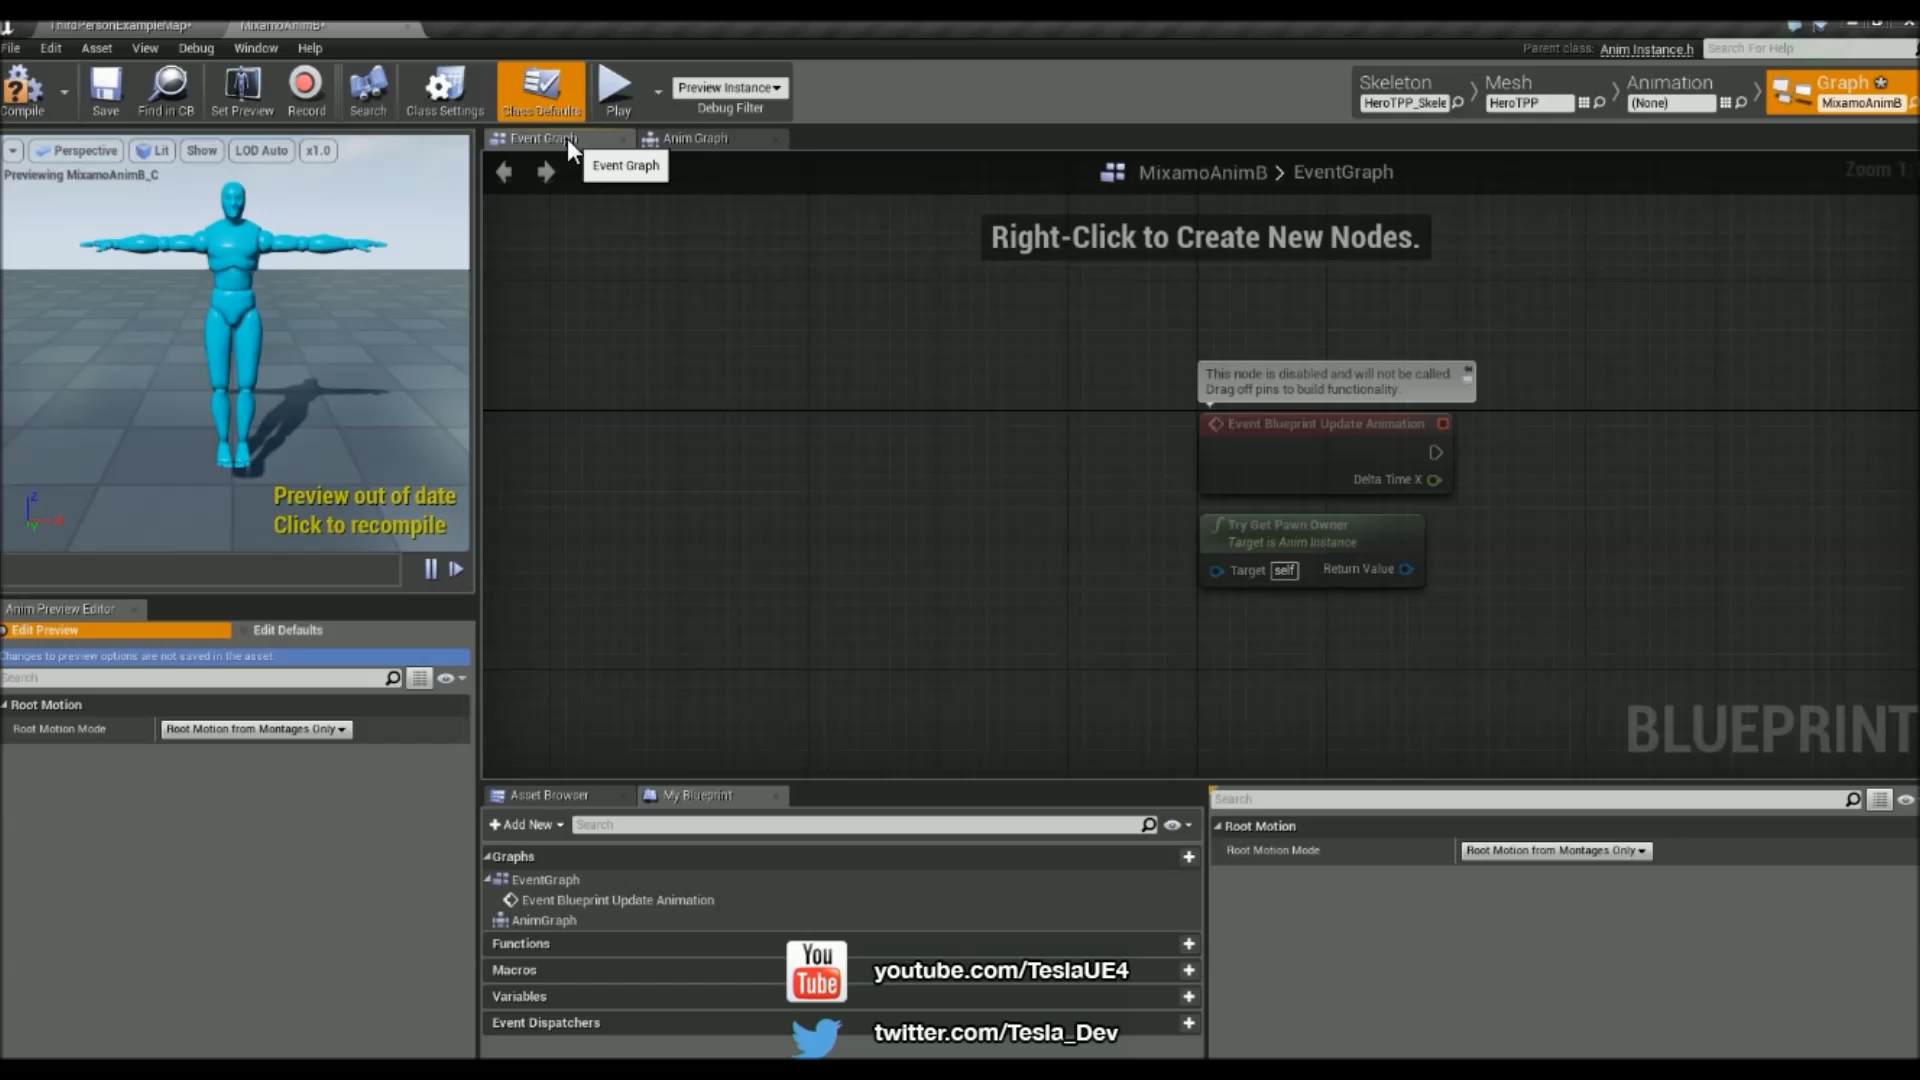 ThirdPersonExampleMap*
MixamoAnimB*
File Edit Asset View Debug Window Help
Parent class: Anim Instance.h Search For Help
Compile Save Find in CB Set Preview Record Search Class Settings Class Defaults Play
Preview Instance
Debug Filter
Skeleton Mesh Animation Graph
HeroTPP_Skele HeroTPP (None) MixamoAnimB
Event Graph Anim Graph
Event Graph
Perspective Lit Show LOD Auto x1.0
Previewing MixamoAnimB_C
MixamoAnimB > EventGraph
Zoom 1:
Right-Click to Create New Nodes.
This node is disabled and will not be called.
Drag off pins to build functionality.
Event Blueprint Update Animation
Delta Time X
Try Get Pawn Owner
Target is Anim Instance
Target self Return Value
Preview out of date
Click to recompile
Z
BLUEPRINT
Anim Preview Editor
Edit Preview Edit Defaults
Changes to preview options are not saved in the asset
Search
Root Motion
Root Motion Mode Root Motion from Montages Only
Asset Browser My Blueprint
Add New Search
Graphs
EventGraph
Event Blueprint Update Animation
AnimGraph
Functions
Macros
Variables
Event Dispatchers
You
Tube
youtube.com/TeslaUE4
twitter.com/Tesla_Dev
Search
Root Motion
Root Motion Mode Root Motion from Montages Only